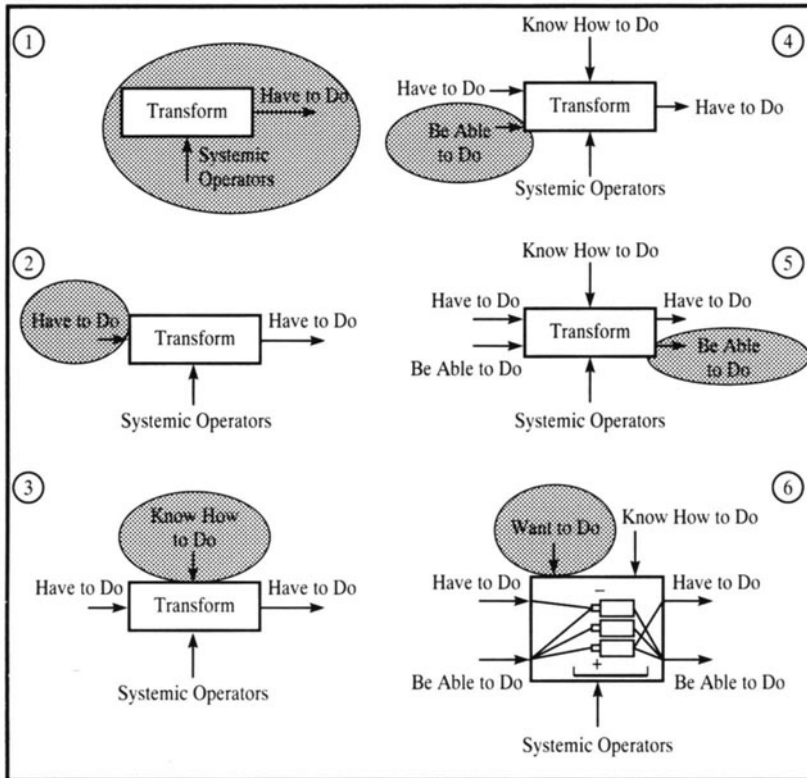 1
Transform
Have to Do
Systemic
Operators
2
Have to Do
Transform
Have to Do
Systemic Operators
3
Know How
to Do
Have to Do
Transform
Have to Do
Systemic Operators
4
Know How to Do
Have to Do
Transform
Have to Do
Be Able
to Do
Systemic Operators
5
Know How to Do
Have to Do
Have to Do
Transform
Be Able to Do
Be Able
to Do
Systemic Operators
6
Want to Do
Know How to Do
Have to Do
Have to Do
−
+
Be Able to Do
Be Able to Do
Systemic Operators